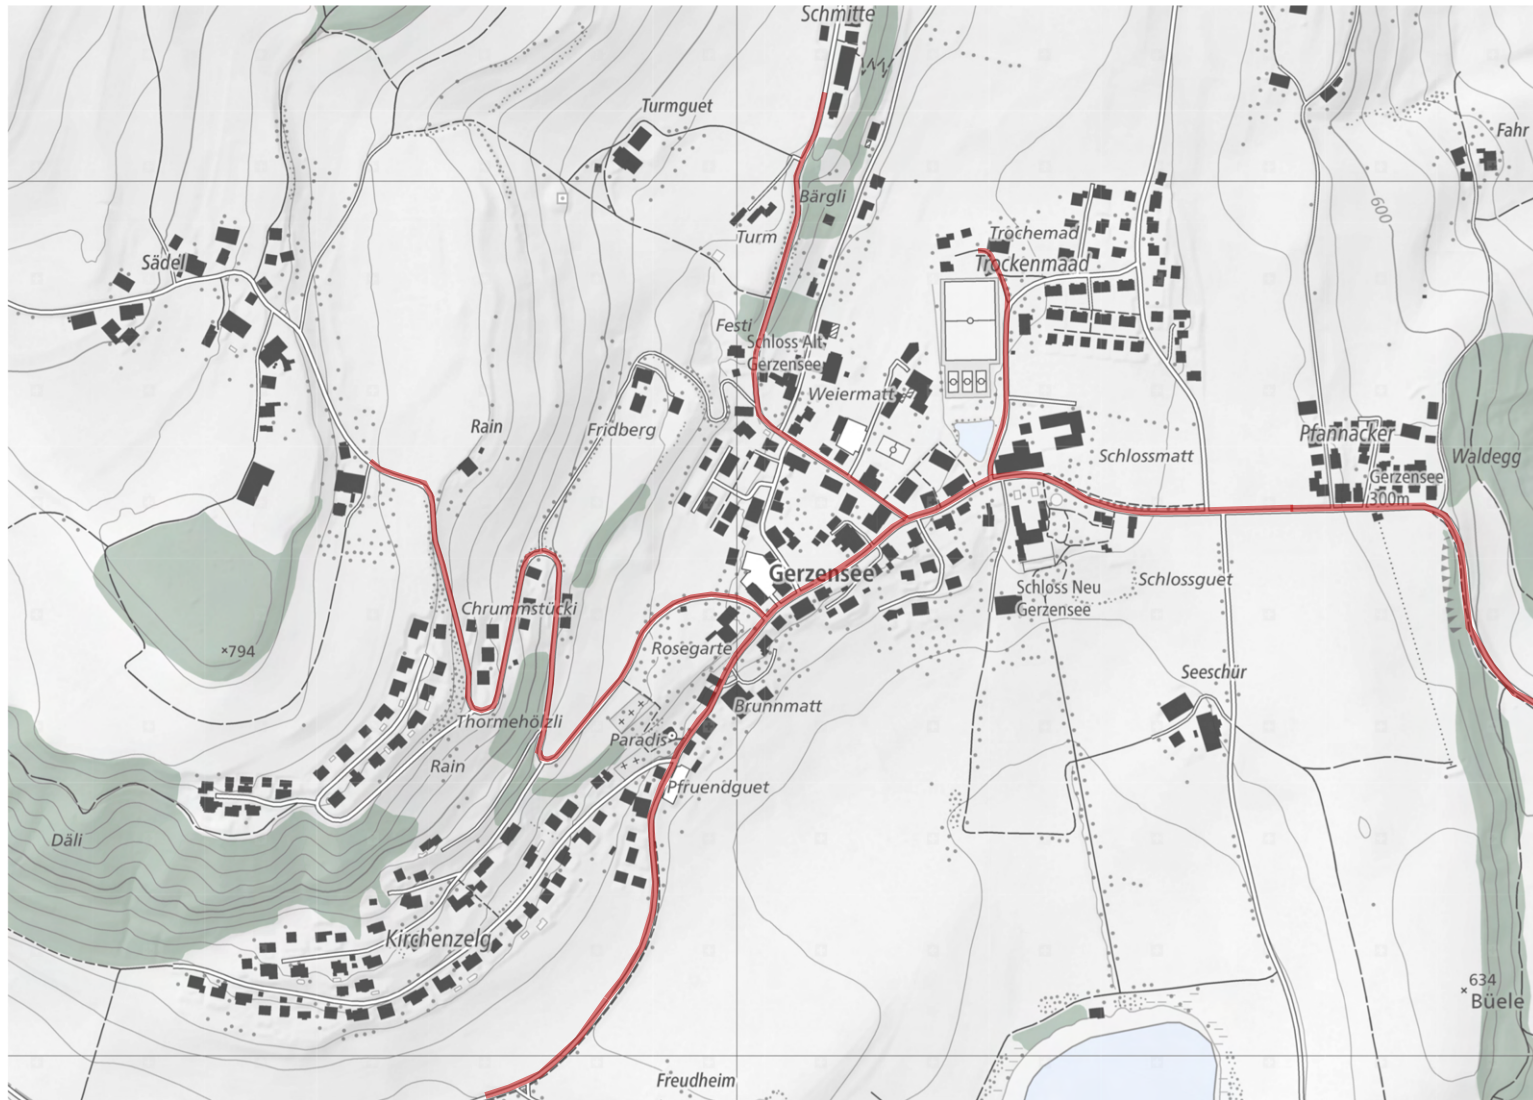 Schmitte
Turmguet
Fahr
Bärgli
600
Turm
Trochemad
Trockenmaad
Sädel
Festi
Schloss Alt
Gerzensee
Weiermatt
Rain
Fridberg
Pfannacker
Schlossmatt
Waldegg
Gerzensee
300m
Gerzensee
Schlossguet
Schloss Neu
Gerzensee
Chrummstücki
794
Rosegarte
Seeschür
Brunnmatt
Thormehölzli
Paradis
Rain
Pfruendguet
Däli
Kirchenzelg
634
Büele
Freudheim